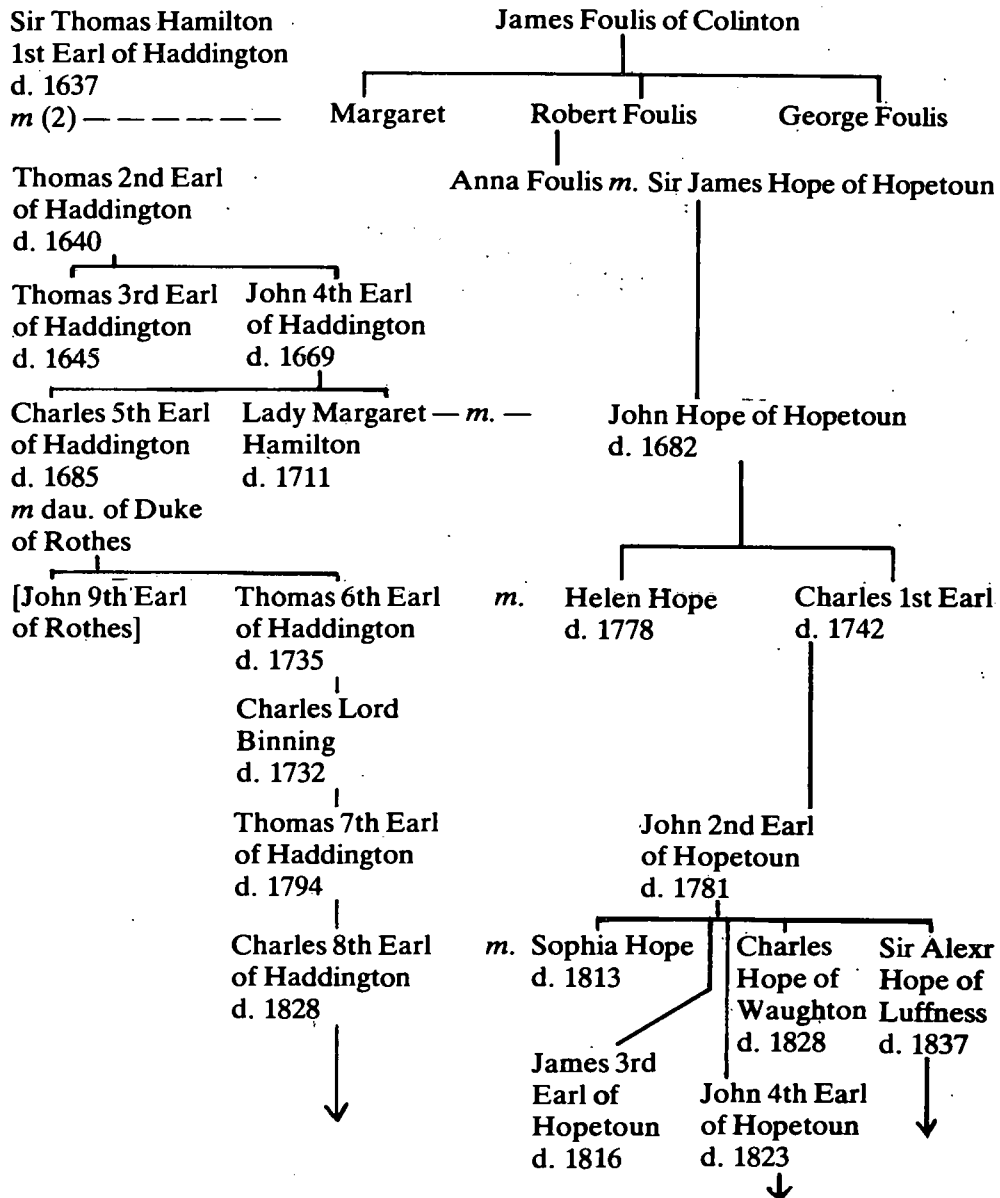 Sir Thomas Hamilton
1st Earl of Haddington
d. 1637
m (2) — — — — — —
James Foulis of Colinton
Margaret
Robert Foulis
George Foulis
Thomas 2nd Earl
of Haddington
d. 1640
Anna Foulis m. Sir James Hope of Hopetoun
Thomas 3rd Earl
of Haddington
d. 1645
John 4th Earl
of Haddington
d. 1669
Charles 5th Earl
of Haddington
d. 1685
m dau. of Duke
of Rothes
Lady Margaret — m. —
Hamilton
d. 1711
John Hope of Hopetoun
d. 1682
[John 9th Earl
of Rothes]
Thomas 6th Earl
of Haddington
d. 1735
m.
Helen Hope
d. 1778
Charles 1st Earl
d. 1742
Charles Lord
Binning
d. 1732
Thomas 7th Earl
of Haddington
d. 1794
John 2nd Earl
of Hopetoun
d. 1781
Charles 8th Earl
of Haddington
d. 1828
m. Sophia Hope
d. 1813
Charles
Hope of
Waughton
d. 1828
Sir Alexr
Hope of
Luffness
d. 1837
James 3rd
Earl of
Hopetoun
d. 1816
John 4th Earl
of Hopetoun
d. 1823